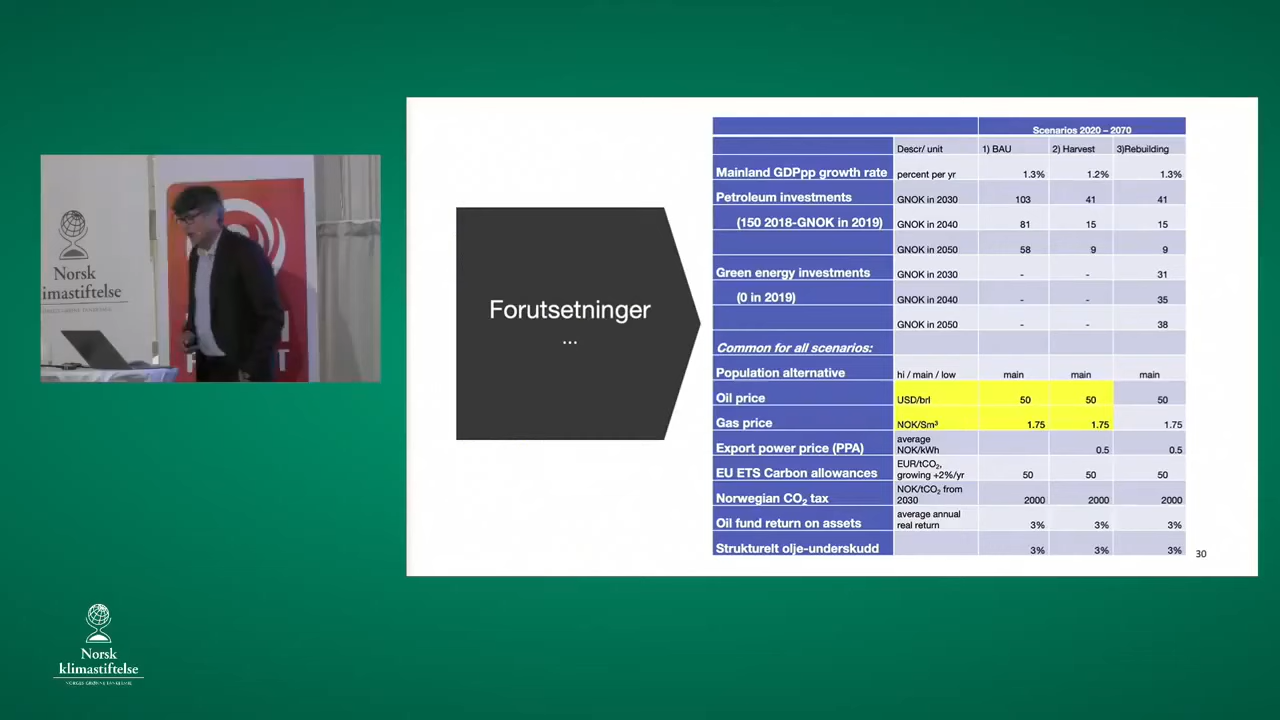 Norsk
limastiftelse
Forutsetninger
...
Scenarios 2020 – 2070
Descr/ unit 1) BAU 2) Harvest 3)Rebuilding
Mainland GDPpp growth rate percent per yr 1.3% 1.2% 1.3%
Petroleum investments GNOK in 2030 103 41 41
(150 2018-GNOK in 2019) GNOK in 2040 81 15 15
GNOK in 2050 58 9 9
Green energy investments GNOK in 2030 - - 31
(0 in 2019) GNOK in 2040 - - 35
GNOK in 2050 - - 38
Common for all scenarios:
Population alternative hi / main / low main main main
Oil price USD/brl 50 50 50
Gas price NOK/Sm³ 1.75 1.75 1.75
Export power price (PPA) average NOK/kWh 0.5 0.5
EU ETS Carbon allowances EUR/tCO₂, growing +2%/yr 50 50 50
Norwegian CO₂ tax NOK/tCO₂ from 2030 2000 2000 2000
Oil fund return on assets average annual real return 3% 3% 3%
Strukturelt olje-underskudd 3% 3% 3%
30
Norsk
klimastiftelse
NORGES GRØNNE TANKESMIE